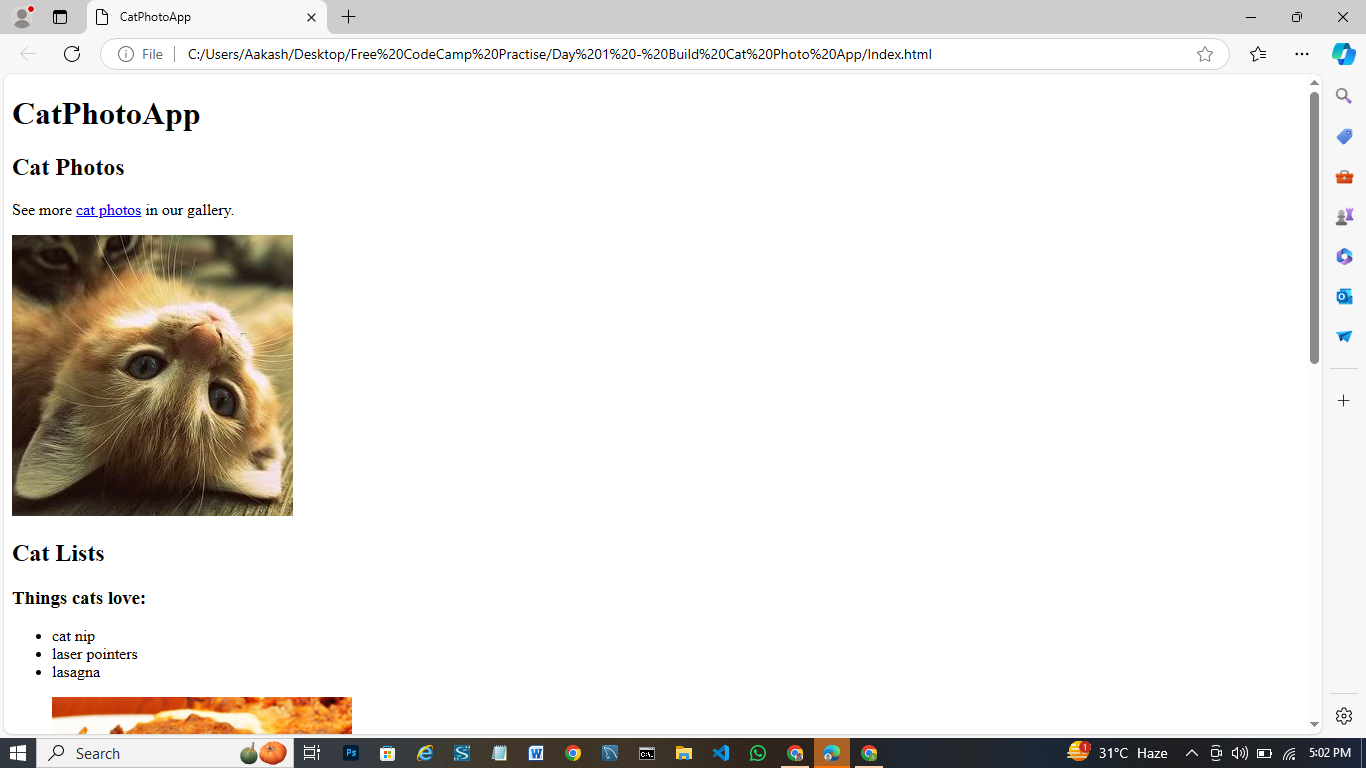 CatPhotoApp
File
C:/Users/Aakash/Desktop/Free%20CodeCamp%20Practise/Day%201%20-%20Build%20Cat%20Photo%20App/Index.html
CatPhotoApp
Cat Photos
See more cat photos in our gallery.
Cat Lists
Things cats love:
cat nip
laser pointers
lasagna
Search
Ps
S
W
C:\.
1
31°C Haze
5:02 PM